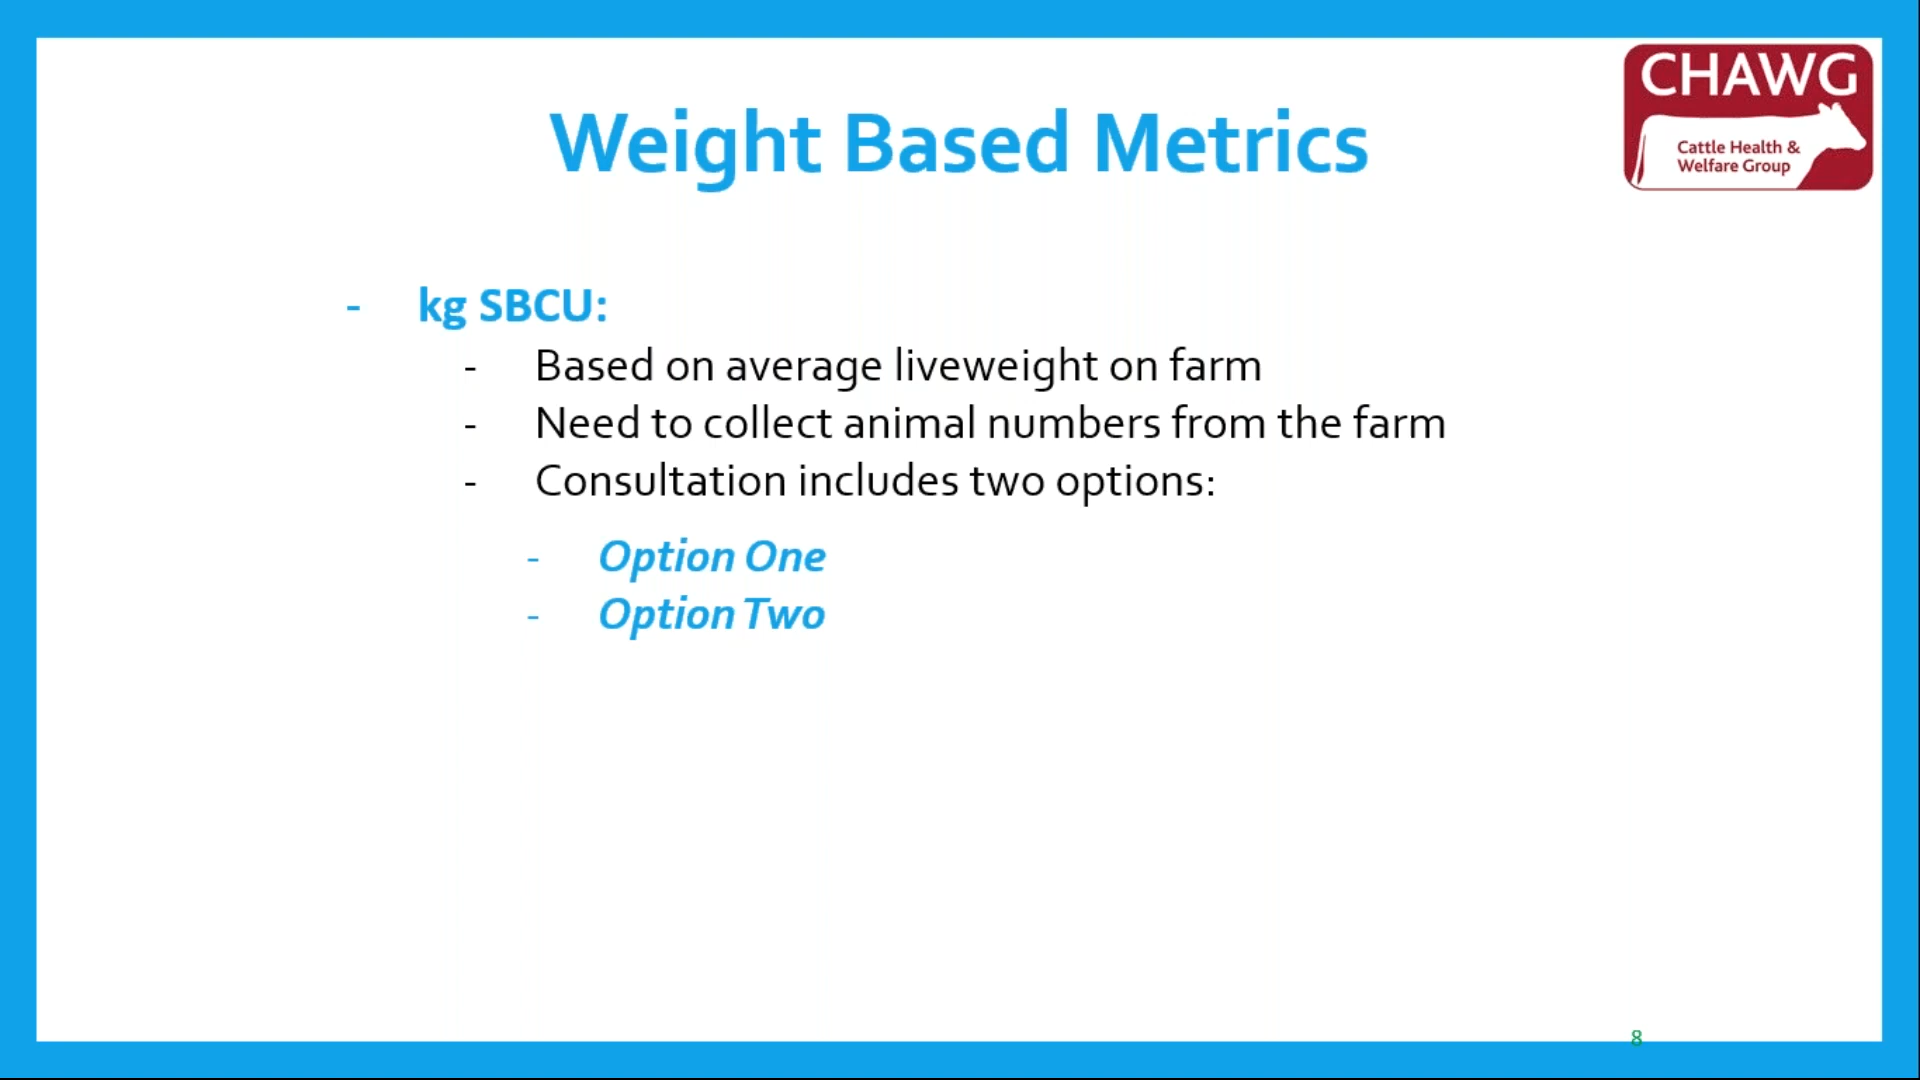 CHAWG
Cattle Health &
Welfare Group
Weight Based Metrics
- kg SBCU:
- Based on average liveweight on farm
- Need to collect animal numbers from the farm
- Consultation includes two options:
- Option One
- Option Two
8